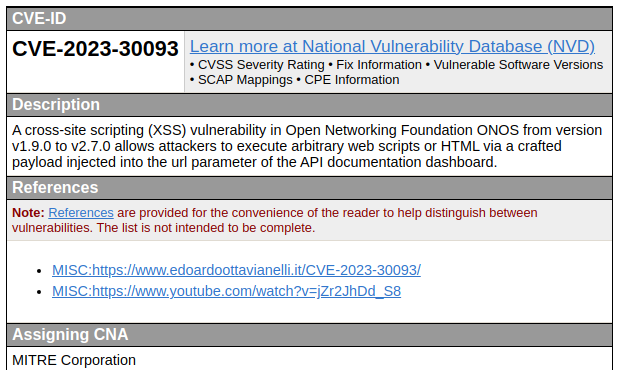 CVE-ID
CVE-2023-30093
Learn more at National Vulnerability Database (NVD)
• CVSS Severity Rating • Fix Information • Vulnerable Software Versions
• SCAP Mappings • CPE Information
Description
A cross-site scripting (XSS) vulnerability in Open Networking Foundation ONOS from version
v1.9.0 to v2.7.0 allows attackers to execute arbitrary web scripts or HTML via a crafted
payload injected into the url parameter of the API documentation dashboard.
References
Note: References are provided for the convenience of the reader to help distinguish between
vulnerabilities. The list is not intended to be complete.
• MISC:https://www.edoardoottavianelli.it/CVE-2023-30093/
• MISC:https://www.youtube.com/watch?v=jZr2JhDd_S8
Assigning CNA
MITRE Corporation